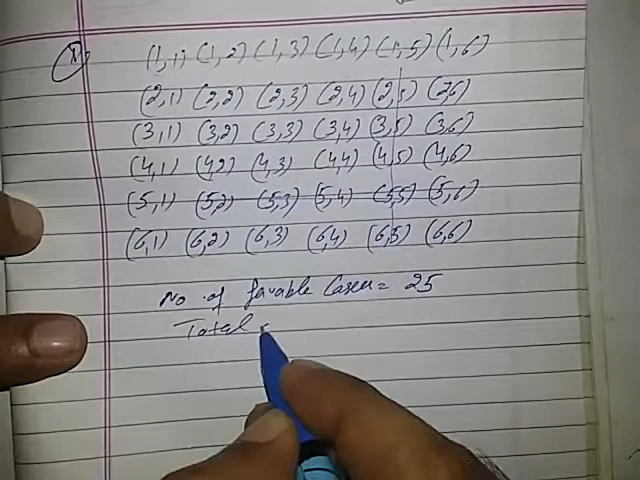 (1,1) (1,2) (1,3) (1,4) (1,5) (1,6)
(2,1) (2,2) (2,3) (2,4) (2,5) (2,6)
(3,1) (3,2) (3,3) (3,4) (3,5) (3,6)
(4,1) (4,2) (4,3) (4,4) (4,5) (4,6)
(5,1) (5,2) (5,3) (5,4) (5,5) (5,6)
(6,1) (6,2) (6,3) (6,4) (6,5) (6,6)
No of favable Cases = 25
Total